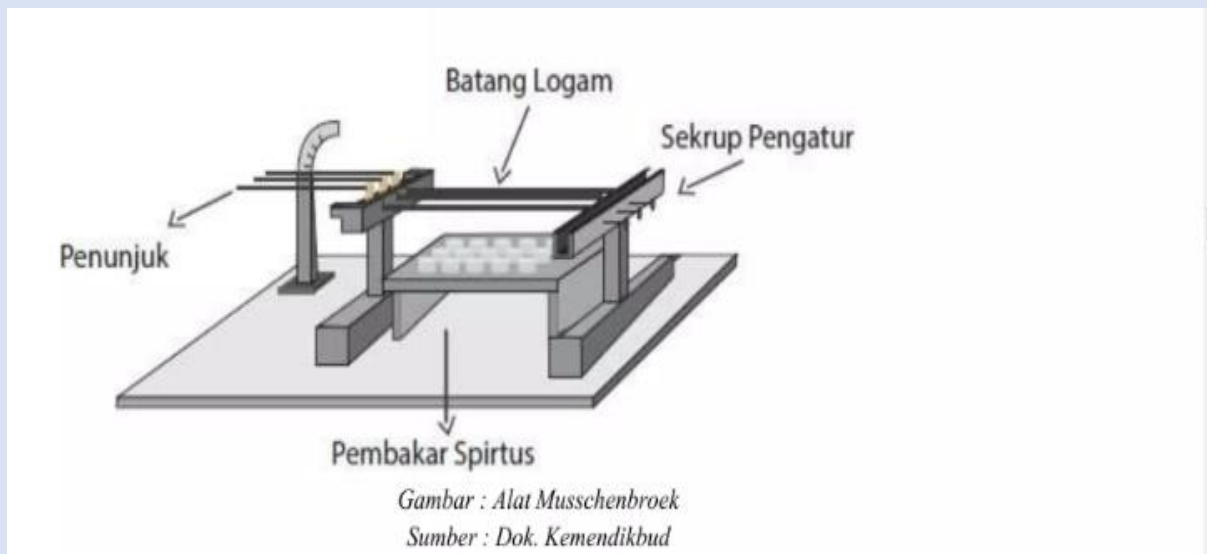 Batang Logam
Sekrup Pengatur
Penunjuk
Pembakar Spirtus
Gambar : Alat Musschenbroek
Sumber : Dok. Kemendikbud